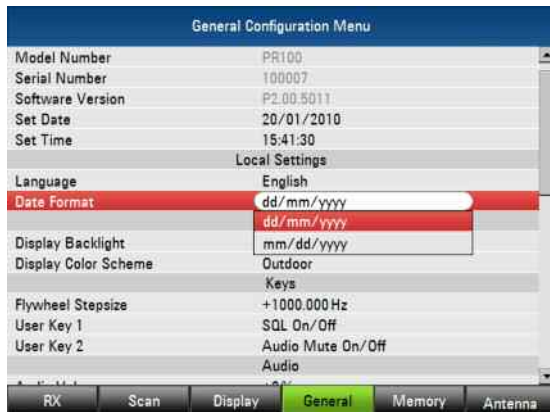 General Configuration Menu
Model Number PR100
Serial Number 100007
Software Version P2.00.5011
Set Date 20/01/2010
Set Time 15:41:30
Local Settings
Language English
Date Format dd/mm/yyyy
dd/mm/yyyy
Display Backlight mm/dd/yyyy
Display Color Scheme Outdoor
Keys
Flywheel Stepsize +1000.000 Hz
User Key 1 SQL On/Off
User Key 2 Audio Mute On/Off
Audio
RX Scan Display General Memory Antenna